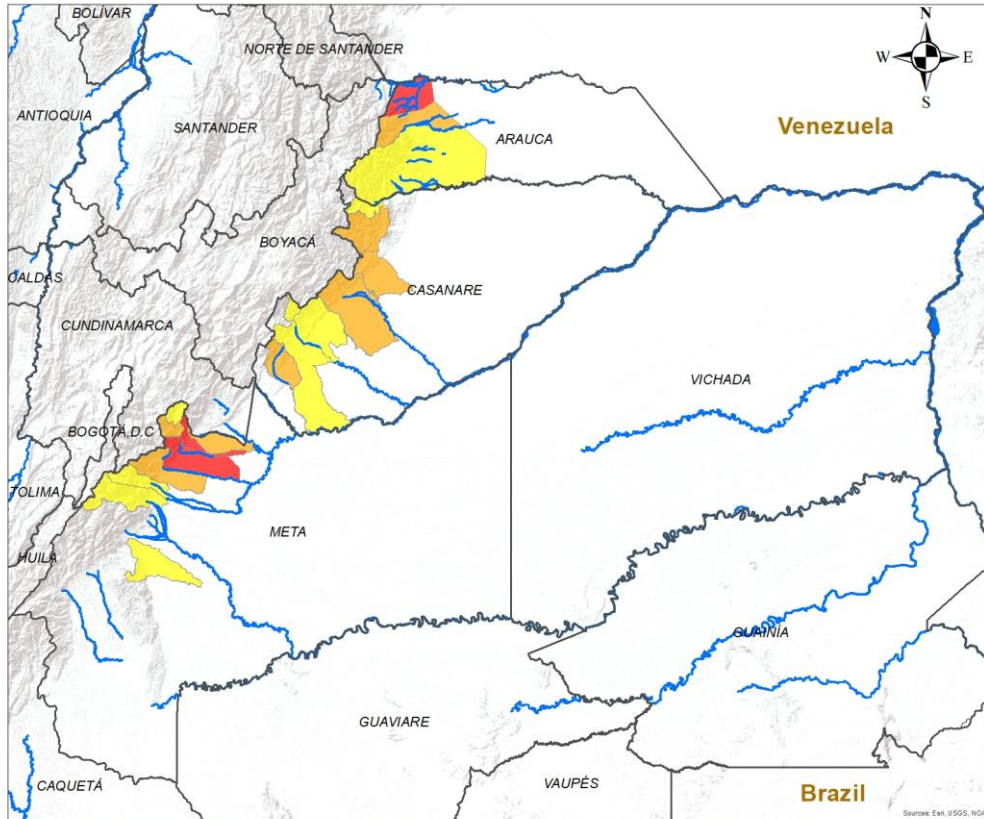 BOLÍVAR
NORTE DE SANTANDER
N
W
E
S
ANTIOQUIA
SANTANDER
ARAUCA
Venezuela
BOYACÁ
CALDAS
CASANARE
CUNDINAMARCA
VICHADA
BOGOTÁ, D.C
TOLIMA
META
HUILA
GUAINÍA
GUAVIARE
CAQUETÁ
VAUPÉS
Brazil
Sources: Esri, USGS, NOA